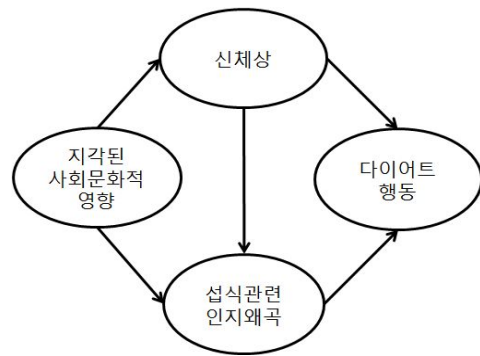 신체상
지각된
사회문화적
영향
다이어트
행동
섭식관련
인지왜곡